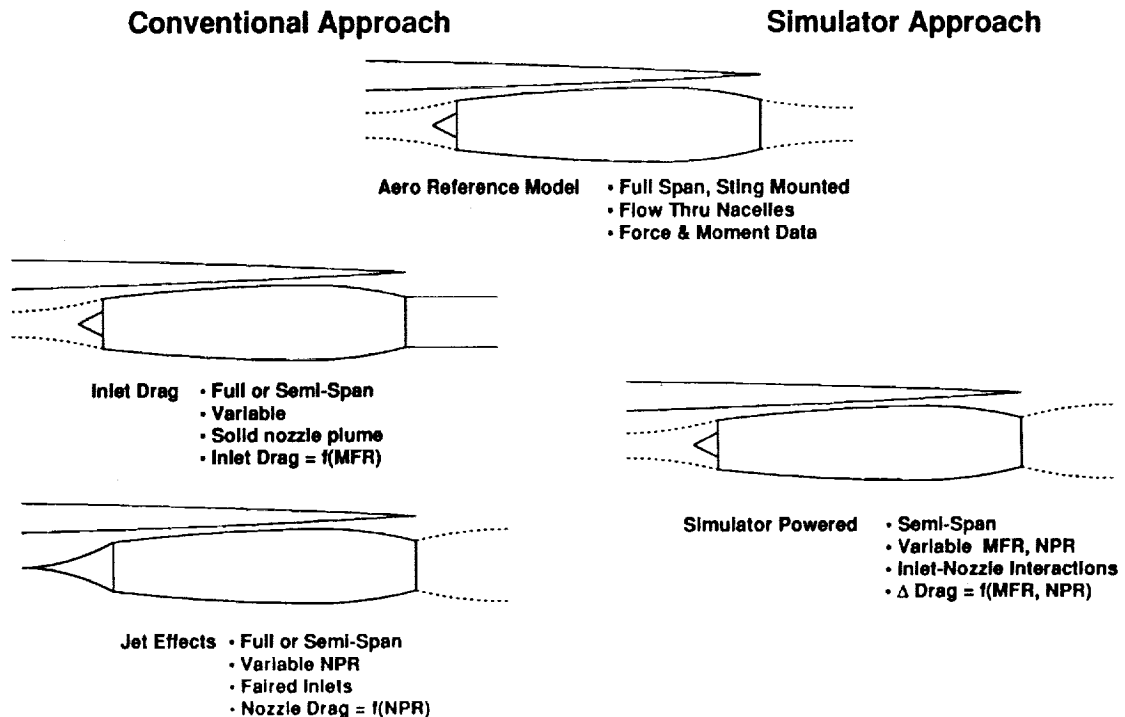 Conventional Approach
Simulator Approach
Aero Reference Model
• Full Span, Sting Mounted
• Flow Thru Nacelles
• Force & Moment Data
Inlet Drag
• Full or Semi-Span
• Variable
• Solid nozzle plume
• Inlet Drag = f(MFR)
Simulator Powered
• Semi-Span
• Variable MFR, NPR
• Inlet-Nozzle Interactions
• Δ Drag = f(MFR, NPR)
Jet Effects
• Full or Semi-Span
• Variable NPR
• Faired Inlets
• Nozzle Drag = f(NPR)